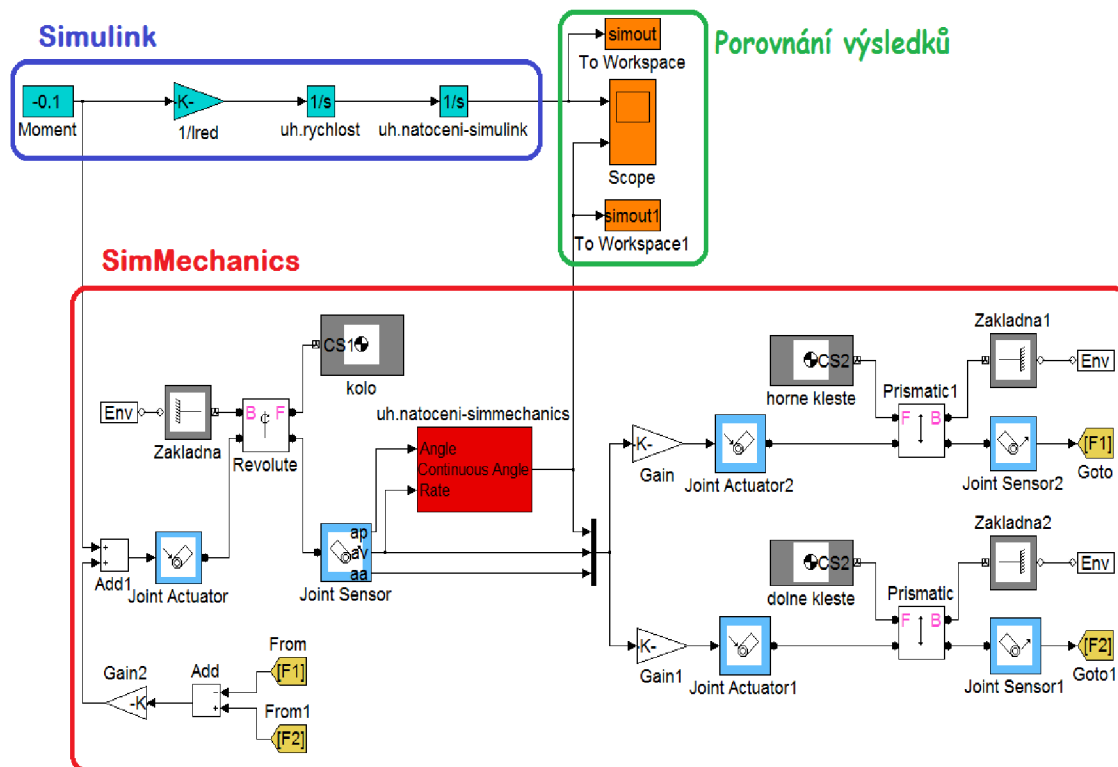 Simulink
-0.1
Moment
-K-
1/Ired
1/s
uh.rychlost
1/s
uh.natoceni-simulink
Porovnání výsledků
simout
To Workspace
Scope
simout1
To Workspace1
SimMechanics
Env
Zakladna
B F
Revolute
CS1
kolo
uh.natoceni-simmechanics
Angle
Continuous Angle
Rate
Add1
Joint Actuator
ap
av
aa
Joint Sensor
Gain2
-K
Add
From
[F1]
From1
[F2]
-K-
Gain
Joint Actuator2
CS2
horne kleste
Prismatic1
F B
Zakladna1
Env
Joint Sensor2
[F1]
Goto
-K-
Gain1
Joint Actuator1
CS2
dolne kleste
Prismatic
F B
Zakladna2
Env
Joint Sensor1
[F2]
Goto1